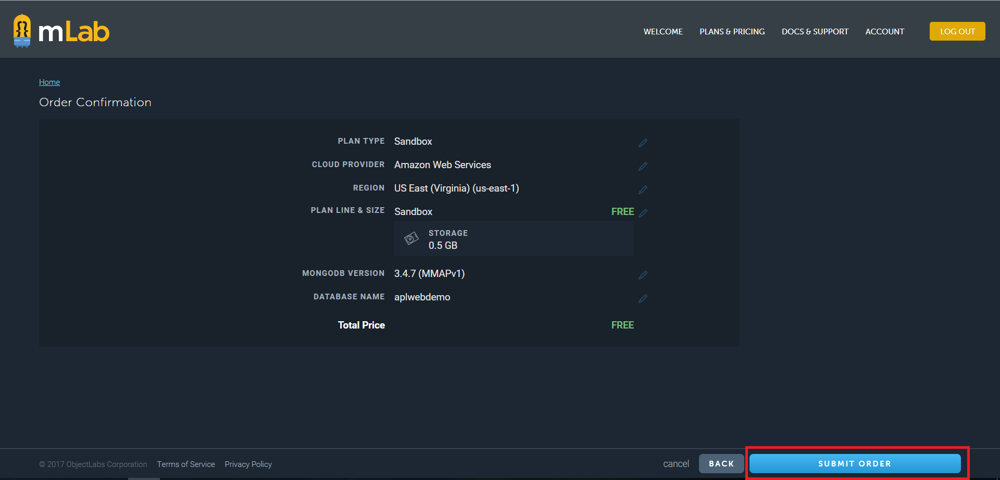 mLab
WELCOME PLANS & PRICING DOCS & SUPPORT ACCOUNT LOG OUT
Home
Order Confirmation
PLAN TYPE Sandbox
CLOUD PROVIDER Amazon Web Services
REGION US East (Virginia) (us-east-1)
PLAN LINE & SIZE Sandbox FREE
STORAGE
0.5 GB
MONGODB VERSION 3.4.7 (MMAPv1)
DATABASE NAME aplwebdemo
Total Price FREE
© 2017 ObjectLabs Corporation Terms of Service Privacy Policy cancel BACK SUBMIT ORDER